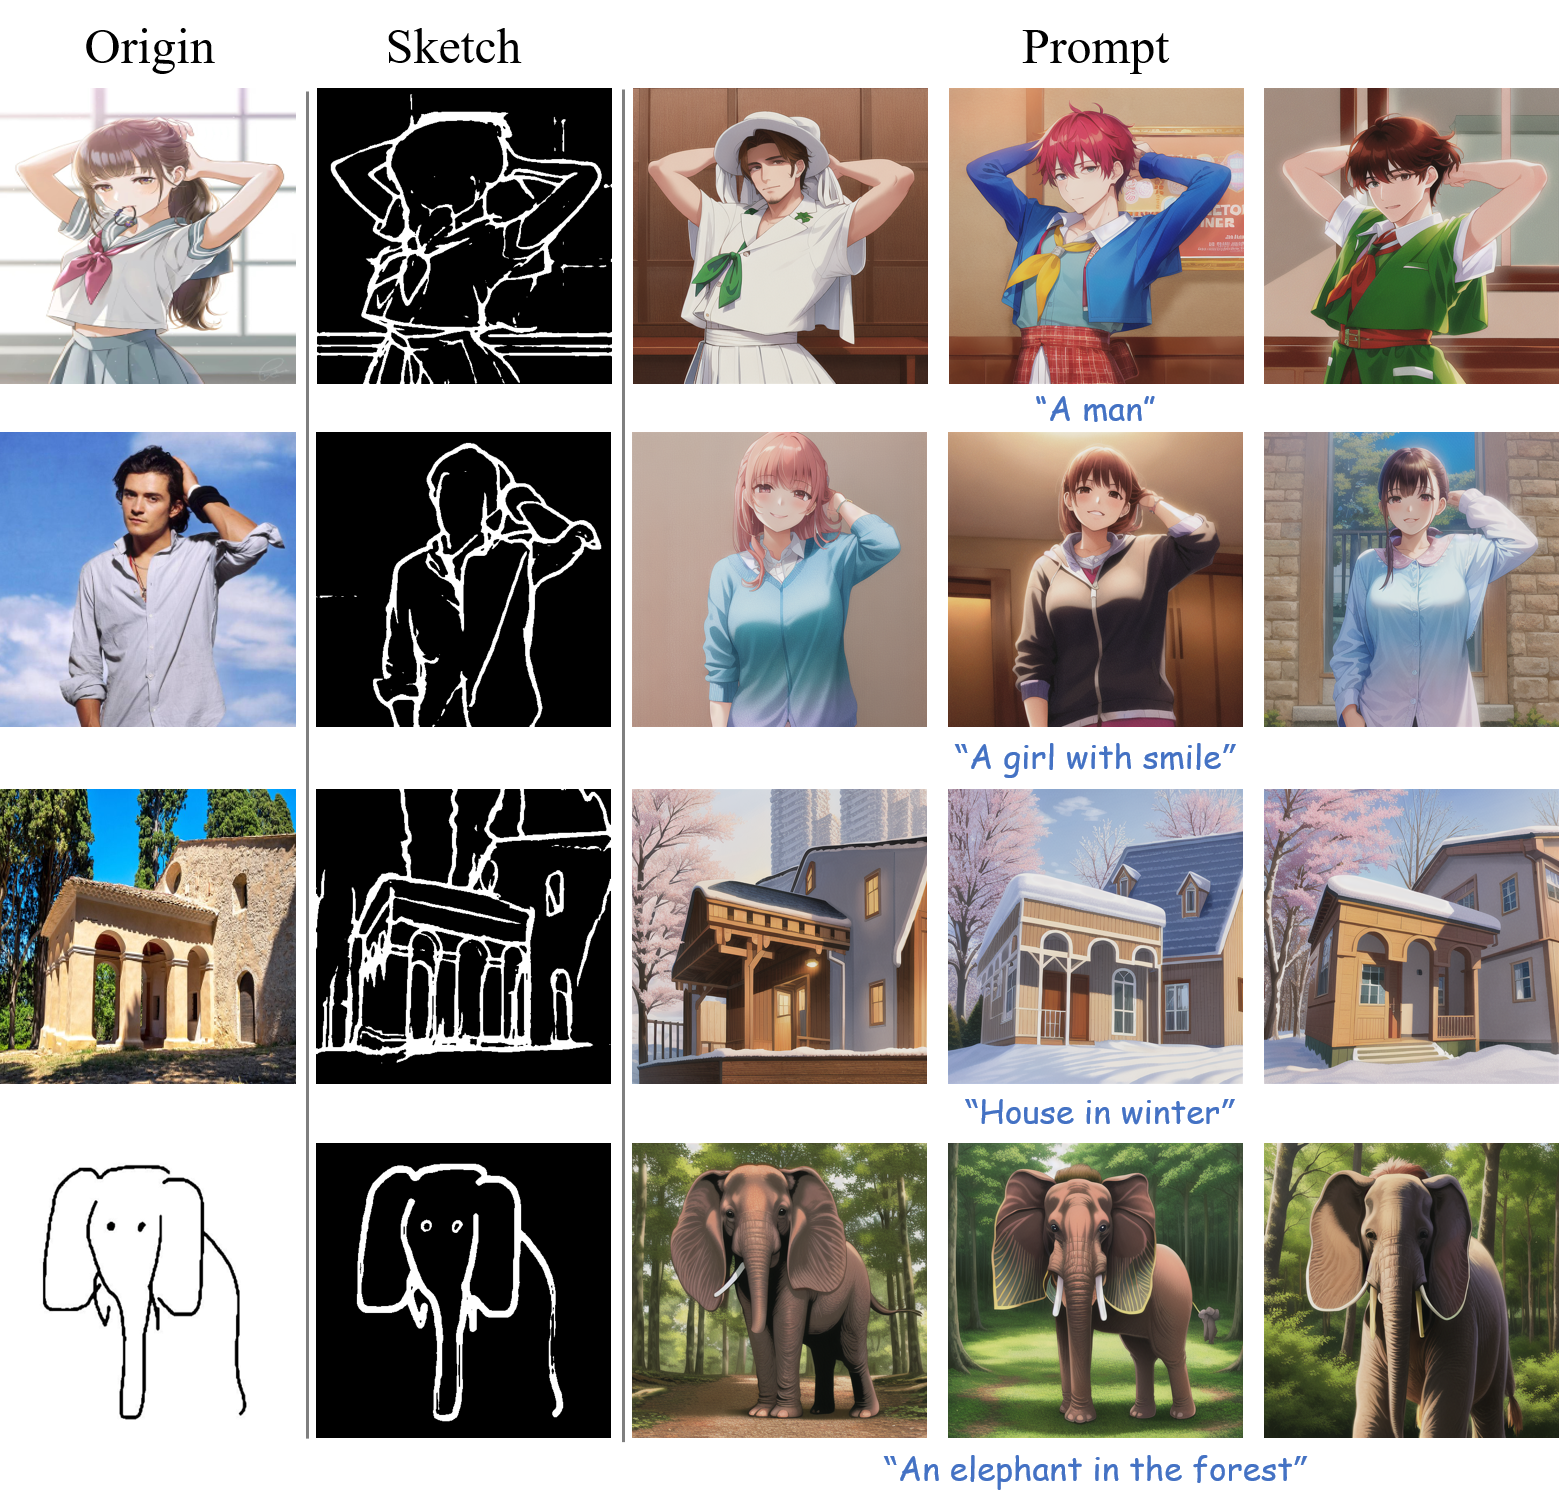 Origin Sketch Prompt
“A man”
“A girl with smile”
“House in winter”
“An elephant in the forest”